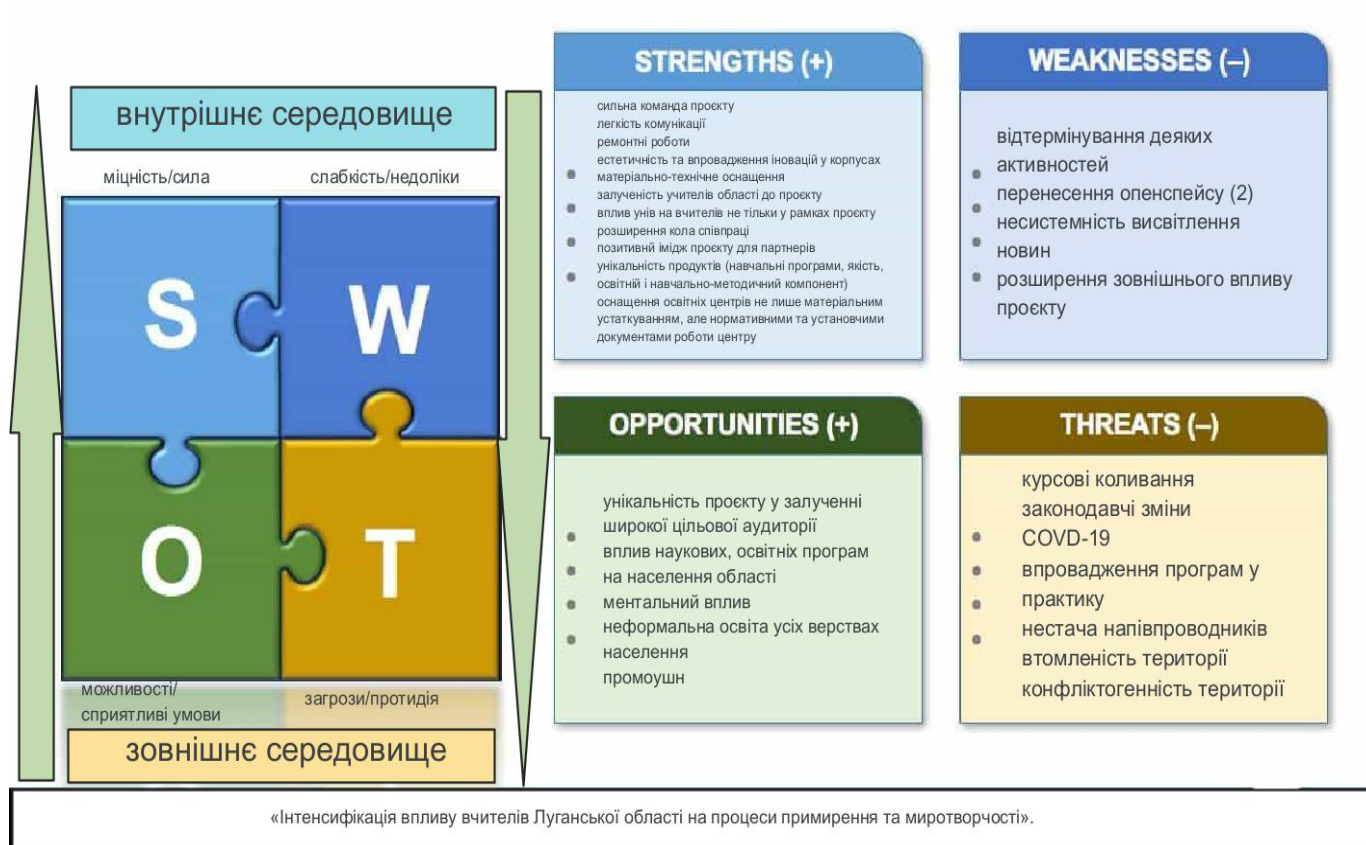 внутрішнє середовище
міцність/сила
слабкість/недоліки
S
W
O
T
можливості/
сприятливі умови
загрози/протидія
зовнішнє середовище
STRENGTHS (+)
сильна команда проєкту
легкість комунікації
ремонтні роботи
естетичність та впровадження іновацій у корпусах
матеріально-технічне оснащення
залученість учителів області до проєкту
вплив унів на вчителів не тільки у рамках проєкту
розширення кола співпраці
позитивнй імідж проєкту для партнерів
унікальність продуктів (навчальні програми, якість,
освітній і навчально-методичний компонент)
оснащення освітніх центрів не лише матеріальним
устаткуванням, але нормативними та установчими
документами роботи центру
WEAKNESSES (–)
відтермінування деяких
активностей
перенесення опенспейсу (2)
несистемність висвітлення
новин
розширення зовнішнього впливу
проєкту
OPPORTUNITIES (+)
унікальність проєкту у залученні
широкої цільової аудиторії
вплив наукових, освітніх програм
на населення області
ментальний вплив
неформальна освіта усіх верствах
населення
промоушн
THREATS (–)
курсові коливання
законодавчі зміни
COVD-19
впровадження програм у
практику
нестача напівпроводників
втомленість території
конфліктогенність території
«Інтенсифікація впливу вчителів Луганської області на процеси примирення та миротворчості».